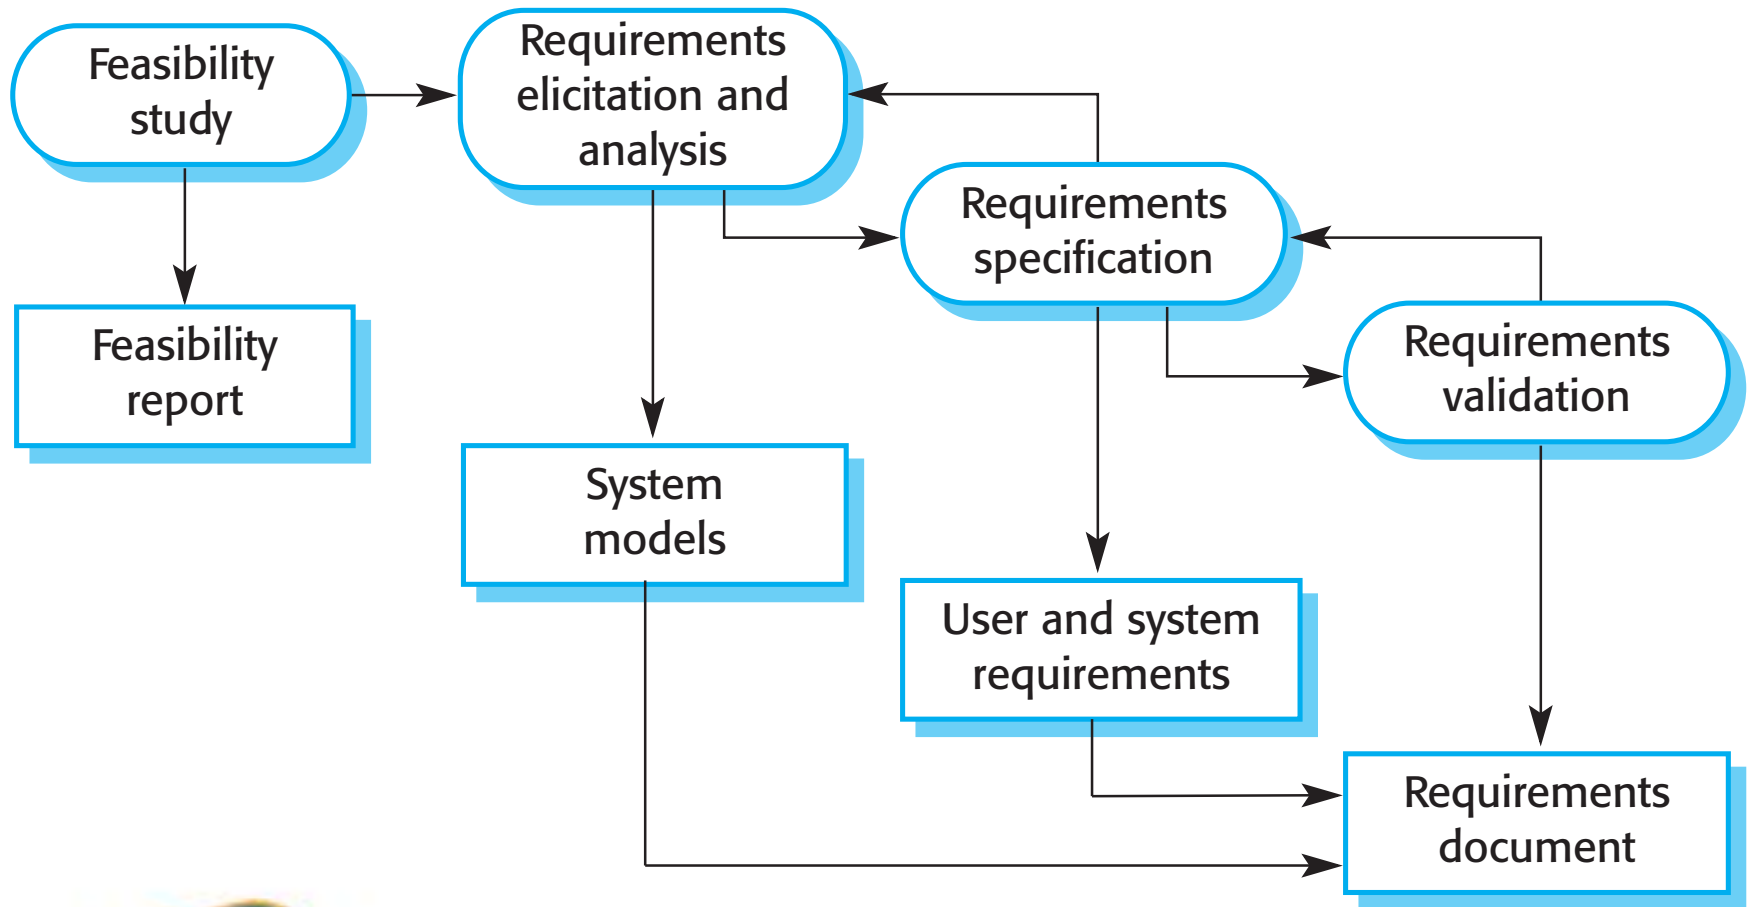 Feasibility
study
Requirements
elicitation and
analysis
Requirements
specification
Requirements
validation
Feasibility
report
System
models
User and system
requirements
Requirements
document